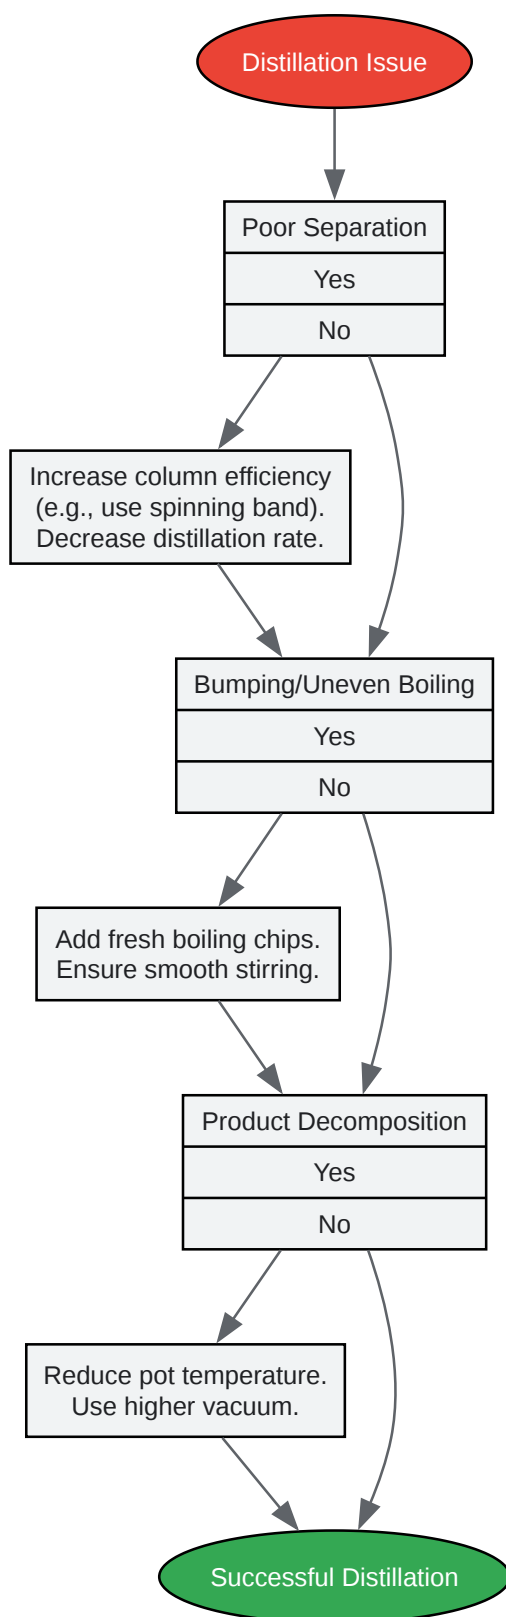 Distillation Issue
Poor Separation
Yes
No
Increase column efficiency
(e.g., use spinning band).
Decrease distillation rate.
Bumping/Uneven Boiling
Yes
No
Add fresh boiling chips.
Ensure smooth stirring.
Product Decomposition
Yes
No
Reduce pot temperature.
Use higher vacuum.
Successful Distillation